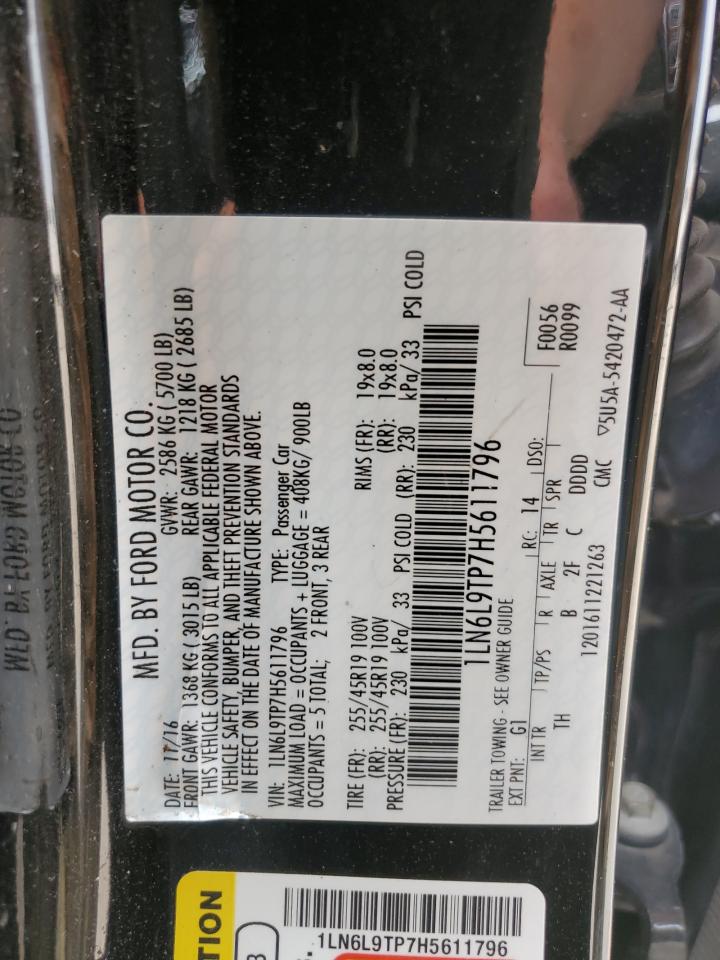 MFD. BY FORD MOTOR CO.
DATE: 11/16 GVWR: 2586 KG ( 5700 LB)
FRONT GAWR: 1368 KG ( 3015 LB) REAR GAWR: 1218 KG ( 2685 LB)
THIS VEHICLE CONFORMS TO ALL APPLICABLE FEDERAL MOTOR
VEHICLE SAFETY, BUMPER, AND THEFT PREVENTION STANDARDS
IN EFFECT ON THE DATE OF MANUFACTURE SHOWN ABOVE.
VIN: 1LN6L9TP7H5611796 TYPE: Passenger Car
MAXIMUM LOAD = OCCUPANTS + LUGGAGE = 408KG/ 900LB
OCCUPANTS = 5 TOTAL; 2 FRONT, 3 REAR
TIRE (FR): 255/45R19 100V RIMS (FR): 19x8.0
(RR): 255/45R19 100V (RR): 19x8.0
PRESSURE (FR): 230 kPa/ 33 PSI COLD (RR): 230 kPa/ 33 PSI COLD
1LN6L9TP7H5611796
TRAILER TOWING - SEE OWNER GUIDE
EXT PNT: G1 RC: 14 DSO: F0056
R0099
INT TR TP/PS R AXLE TR SPR
TH B 2F C DDDD
1201611221263 CMC ▽5U5A-5420472-AA
TION
1LN6L9TP7H5611796